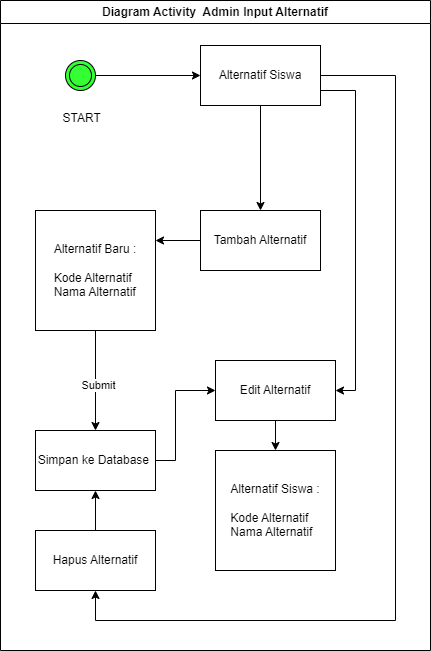 Diagram Activity  Admin Input Alternatif
Alternatif Siswa
START
Tambah Alternatif
Alternatif Baru :
Kode Alternatif
Nama Alternatif
Submit
Edit Alternatif
Simpan ke Database
Alternatif Siswa :
Kode Alternatif
Nama Alternatif
Hapus Alternatif